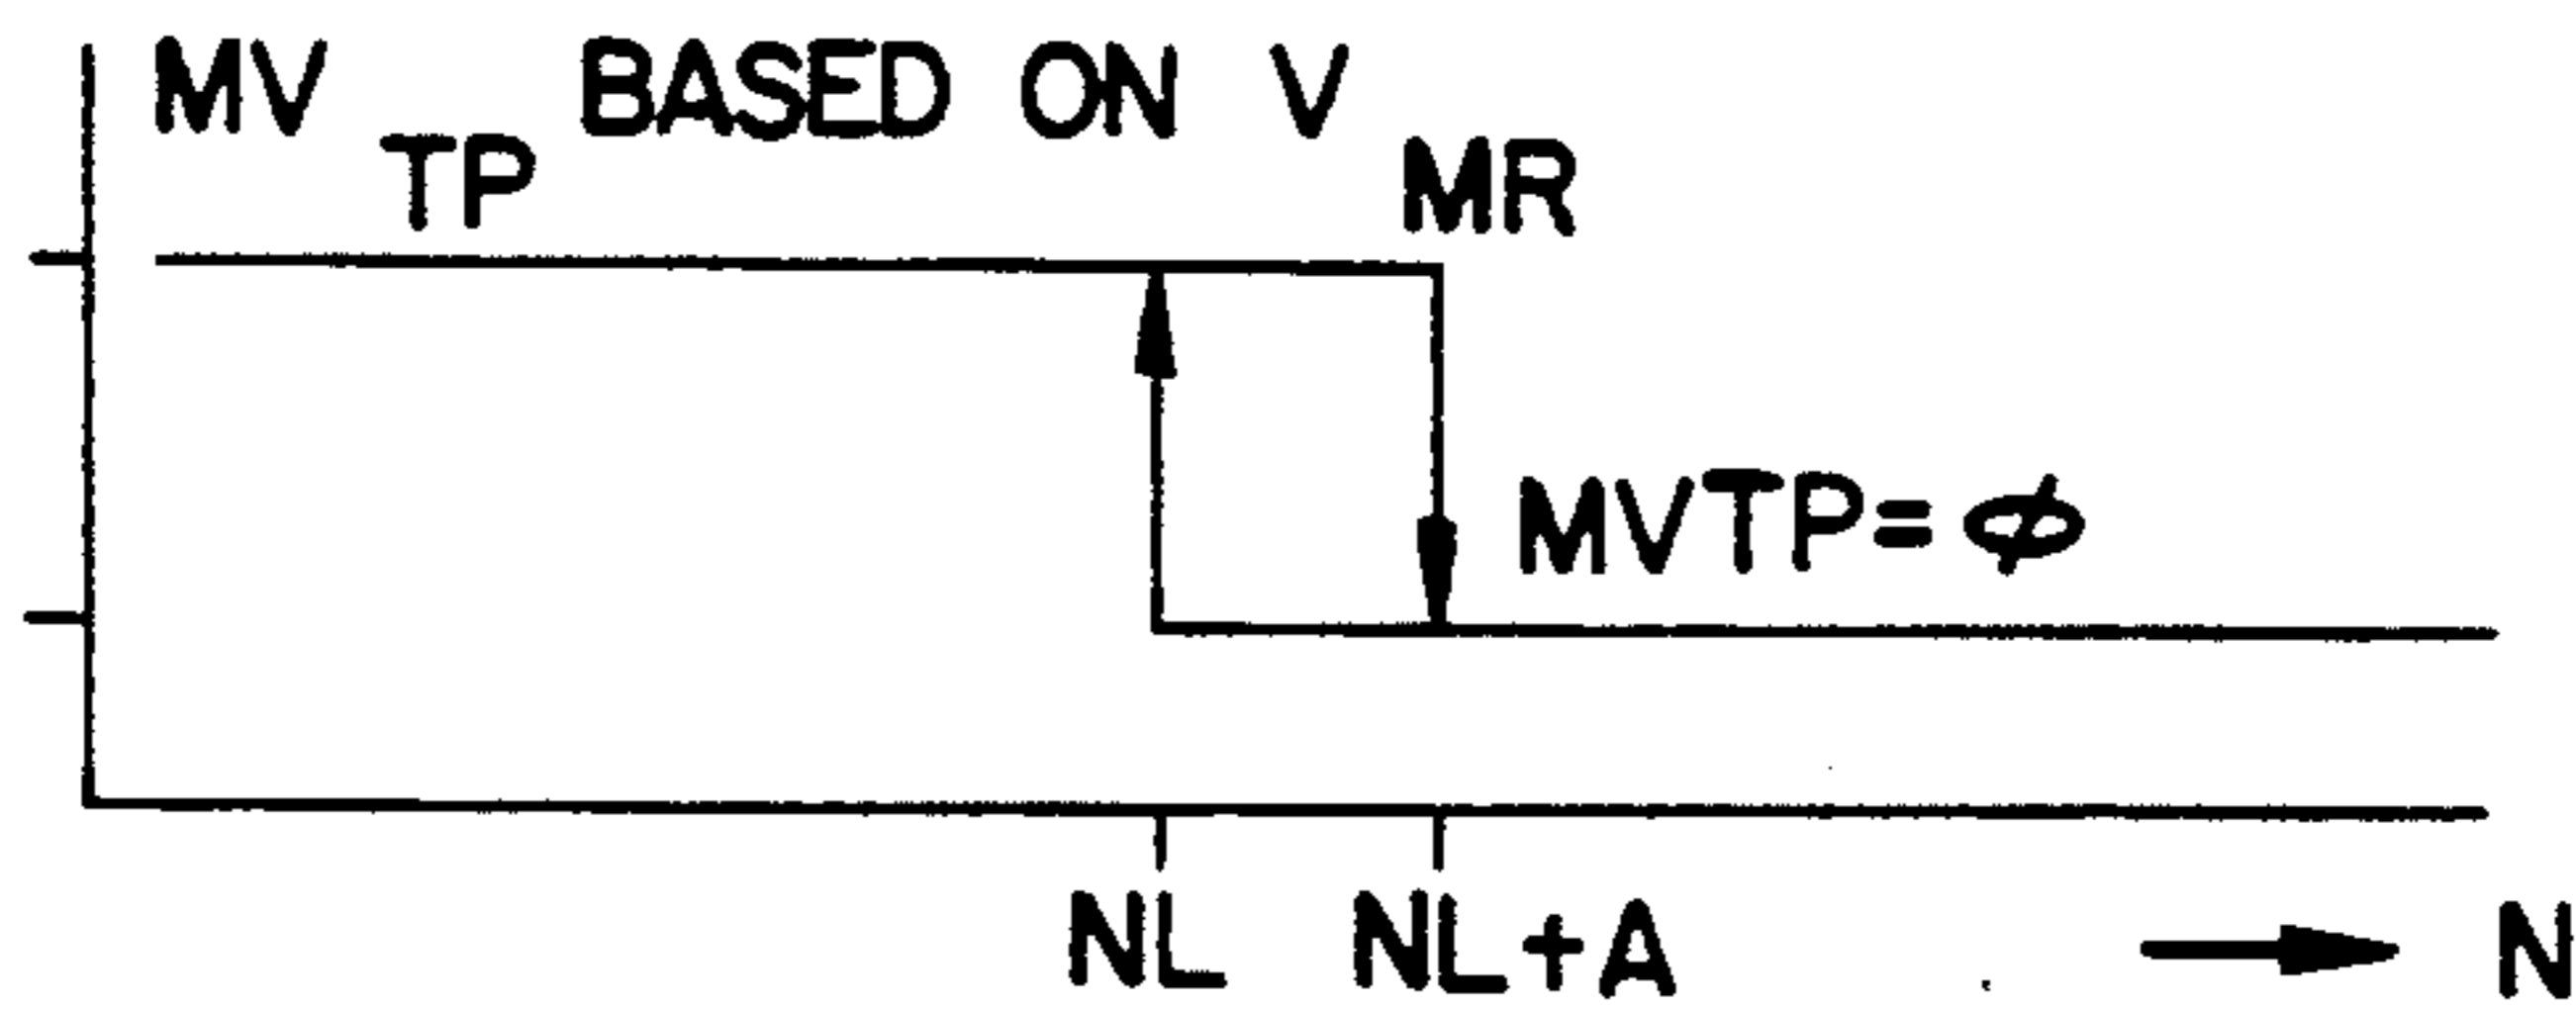 MV TP BASED ON V MR
MVTP=ϕ
NL NL+A N